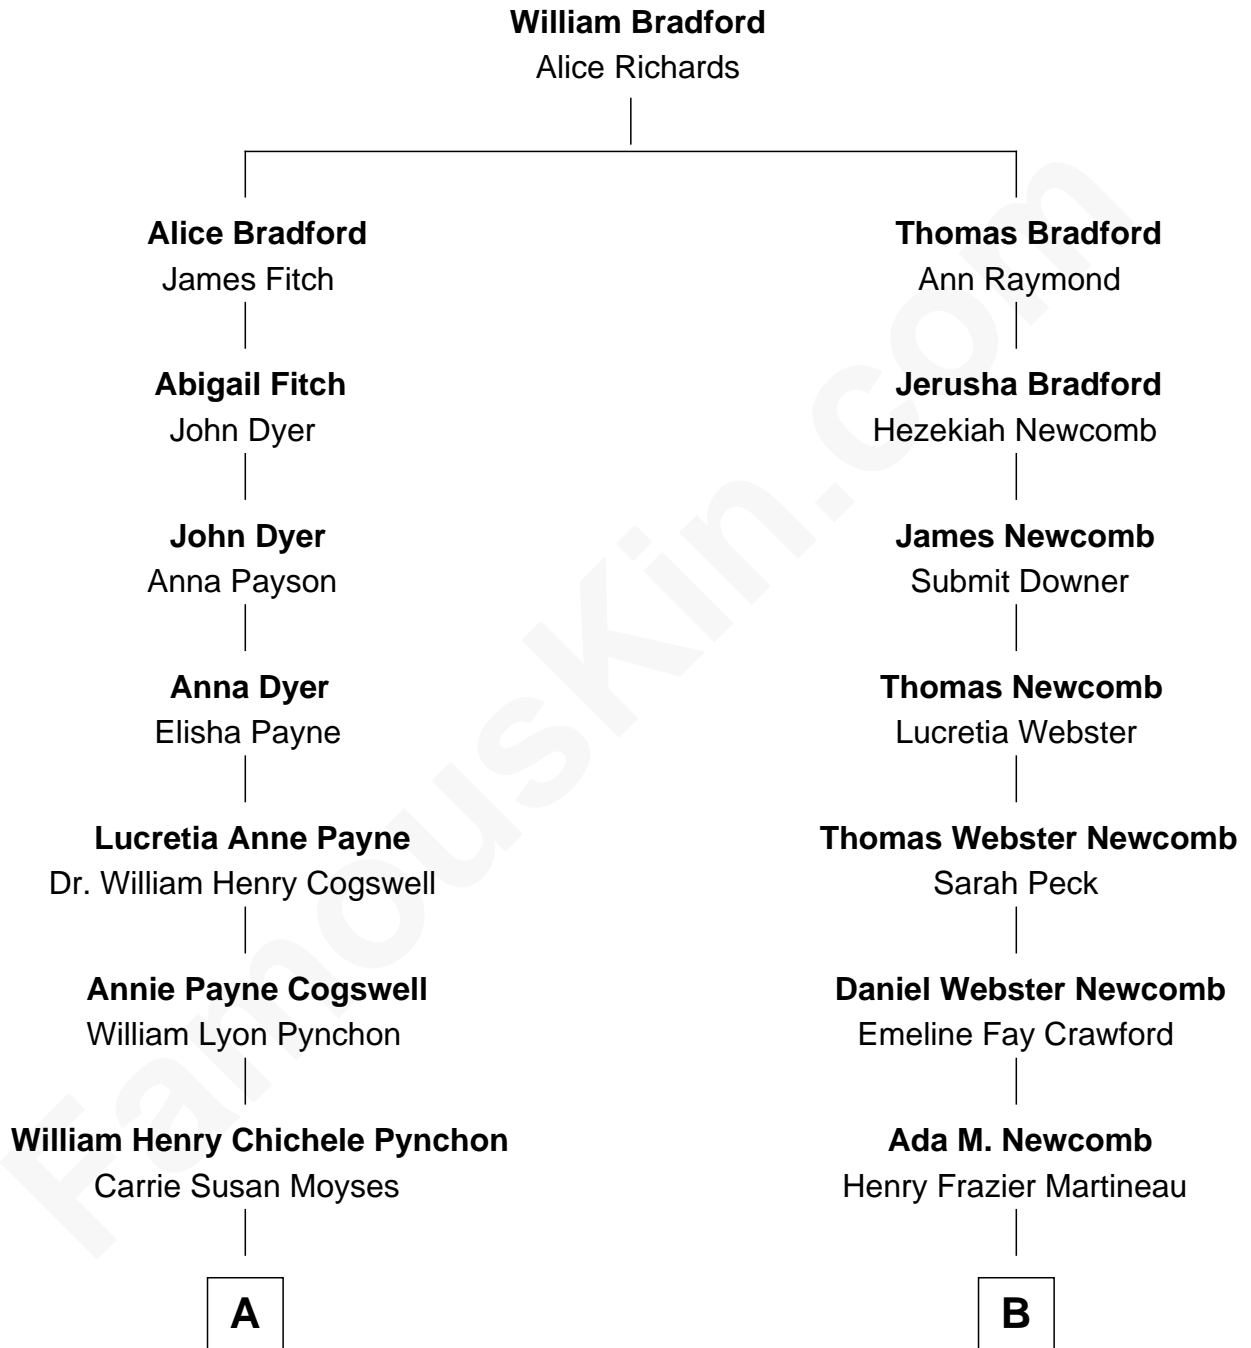 William Bradford
Alice Richards
Alice Bradford
James Fitch
Thomas Bradford
Ann Raymond
Abigail Fitch
John Dyer
Jerusha Bradford
Hezekiah Newcomb
John Dyer
Anna Payson
James Newcomb
Submit Downer
Anna Dyer
Elisha Payne
Thomas Newcomb
Lucretia Webster
Lucretia Anne Payne
Dr. William Henry Cogswell
Thomas Webster Newcomb
Sarah Peck
Annie Payne Cogswell
William Lyon Pynchon
Daniel Webster Newcomb
Emeline Fay Crawford
William Henry Chichele Pynchon
Carrie Susan Moyses
Ada M. Newcomb
Henry Frazier Martineau
A
B
FamousKin.com